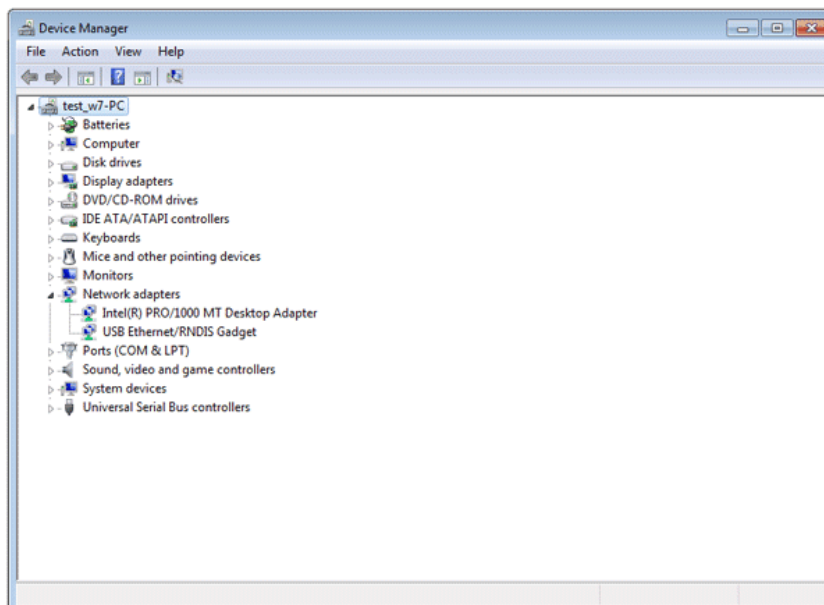 Device Manager
File Action View Help
test_w7-PC
Batteries
Computer
Disk drives
Display adapters
DVD/CD-ROM drives
IDE ATA/ATAPI controllers
Keyboards
Mice and other pointing devices
Monitors
Network adapters
Intel(R) PRO/1000 MT Desktop Adapter
USB Ethernet/RNDIS Gadget
Ports (COM & LPT)
Sound, video and game controllers
System devices
Universal Serial Bus controllers